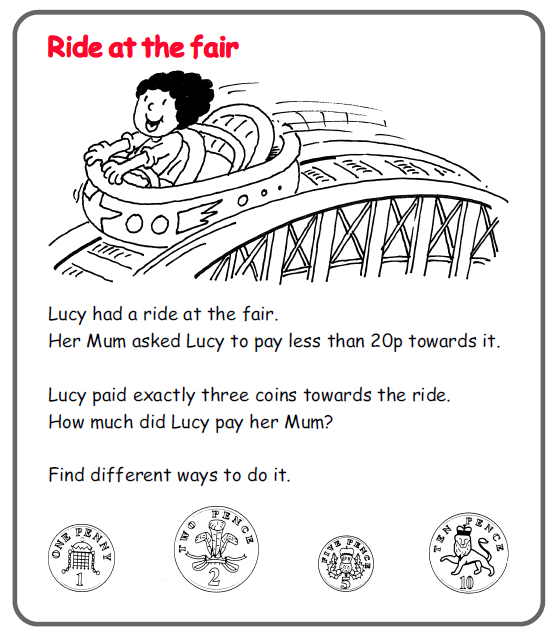 Ride at the fair
Lucy had a ride at the fair.
Her Mum asked Lucy to pay less than 20p towards it.
Lucy paid exactly three coins towards the ride.
How much did Lucy pay her Mum?
Find different ways to do it.
ONE PENNY
1
TWO PENCE
2
FIVE PENCE
5
TEN PENCE
10